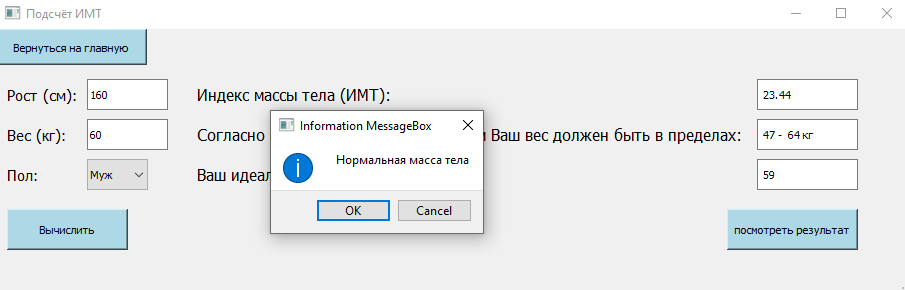 Подсчёт ИМТ
Вернуться на главную
Рост (см): 160 Индекс массы тела (ИМТ): 23.44
Information MessageBox
Вес (кг): 60 Согласно Ваш вес должен быть в пределах: 47 - 64 кг
Нормальная масса тела
Пол: Муж Ваш 59
OK Cancel
Вычислить посмотреть результат